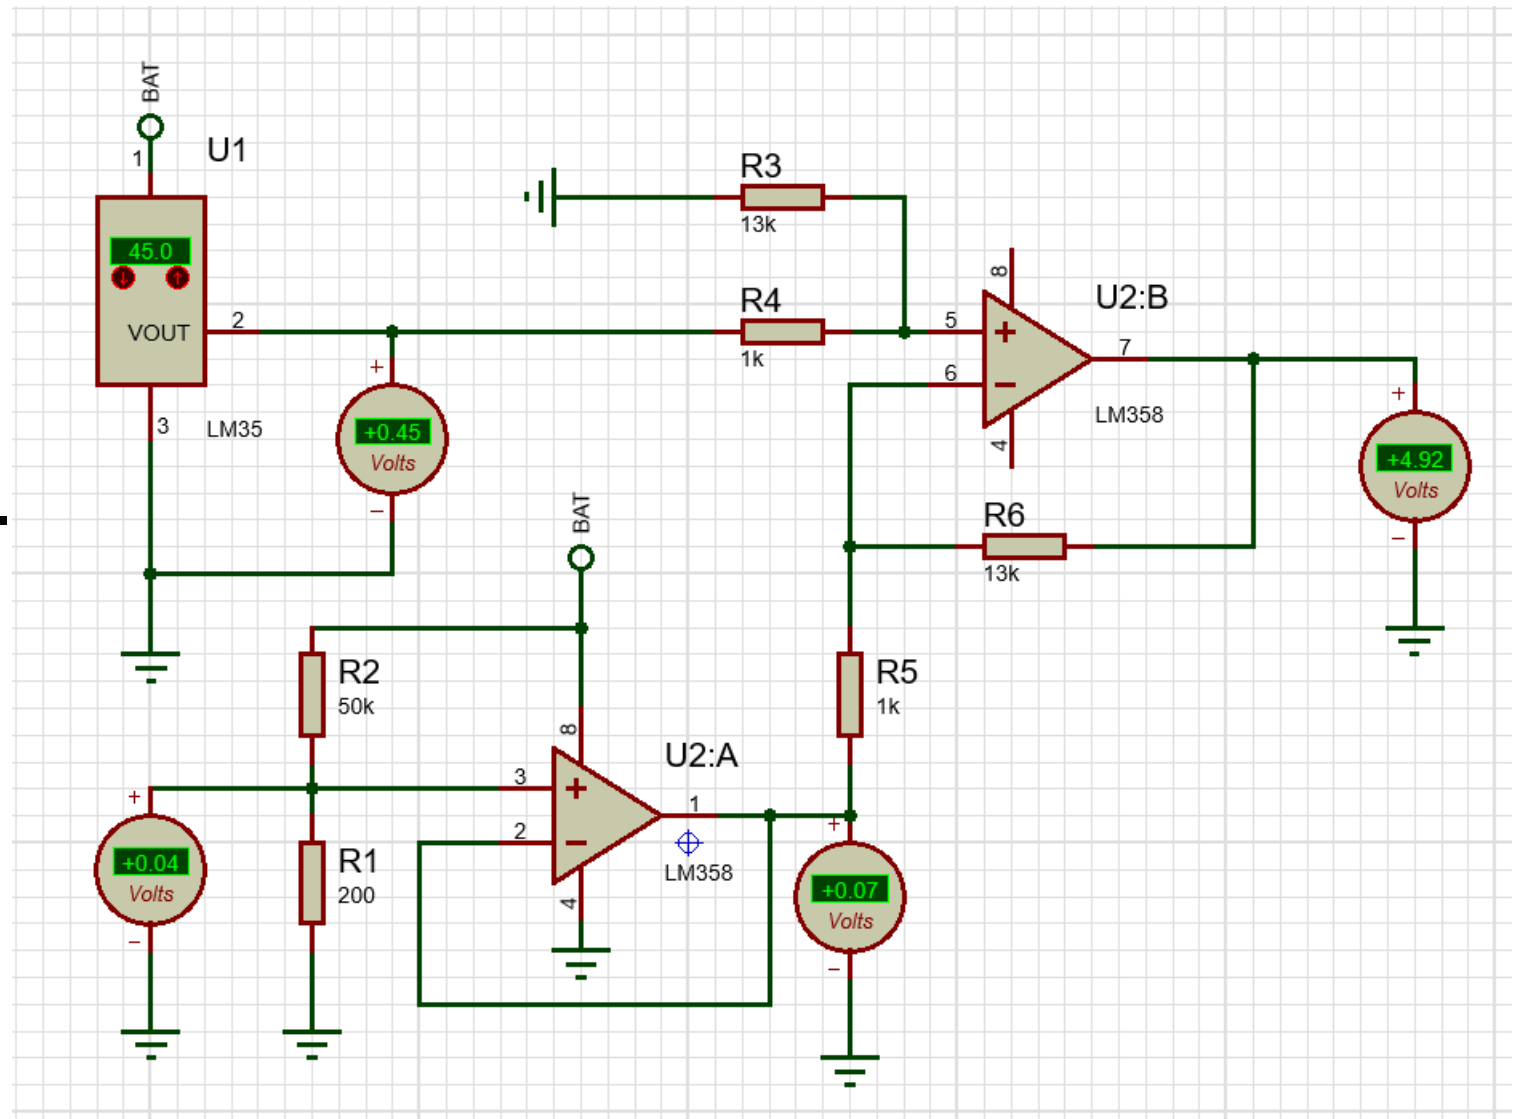 BAT
1
U1
45.0
VOUT
2
3
LM35
+
+0.45
Volts
−
R3
13k
R4
1k
8
U2:B
5
+
6
−
7
LM358
4
+
+4.92
Volts
−
R6
13k
BAT
R2
50k
R5
1k
8
U2:A
3
+
2
−
1
LM358
4
+
+0.04
Volts
−
R1
200
+
+0.07
Volts
−